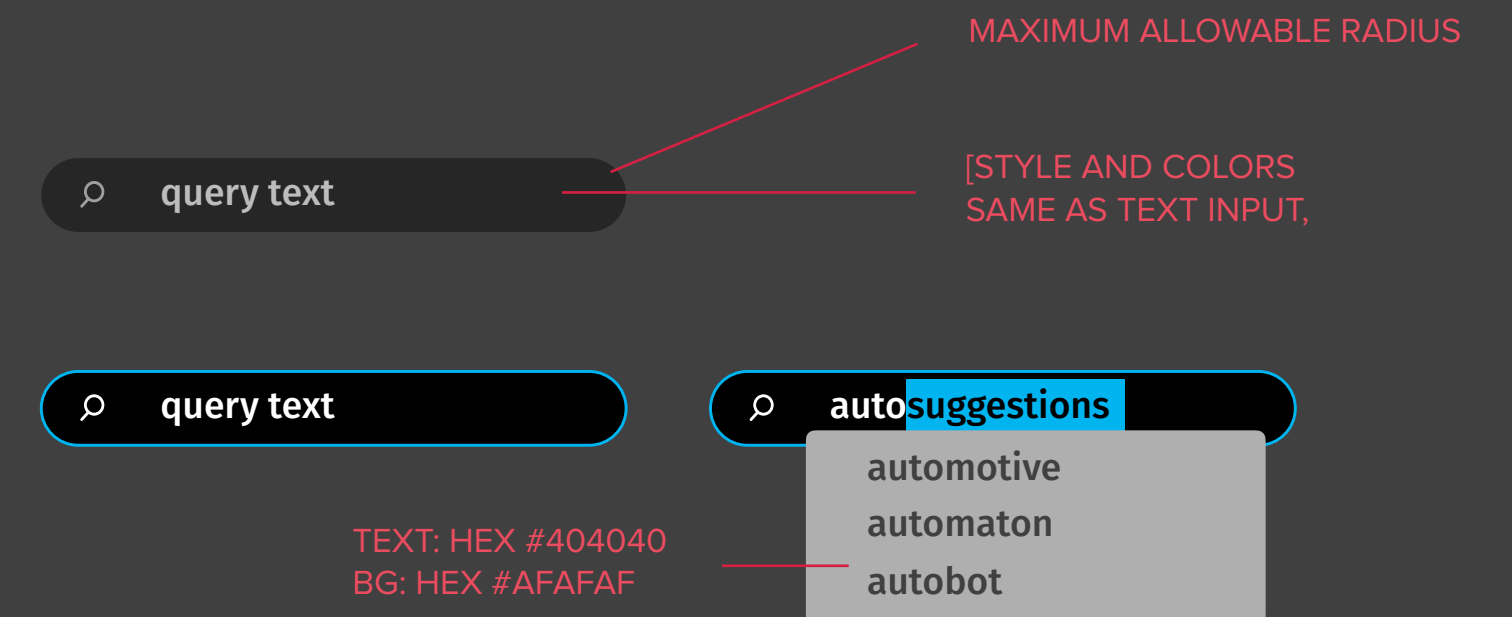 MAXIMUM ALLOWABLE RADIUS
query text
[STYLE AND COLORS
SAME AS TEXT INPUT,
query text
autosuggestions
automotive
automaton
autobot
TEXT: HEX #404040
BG: HEX #AFAFAF